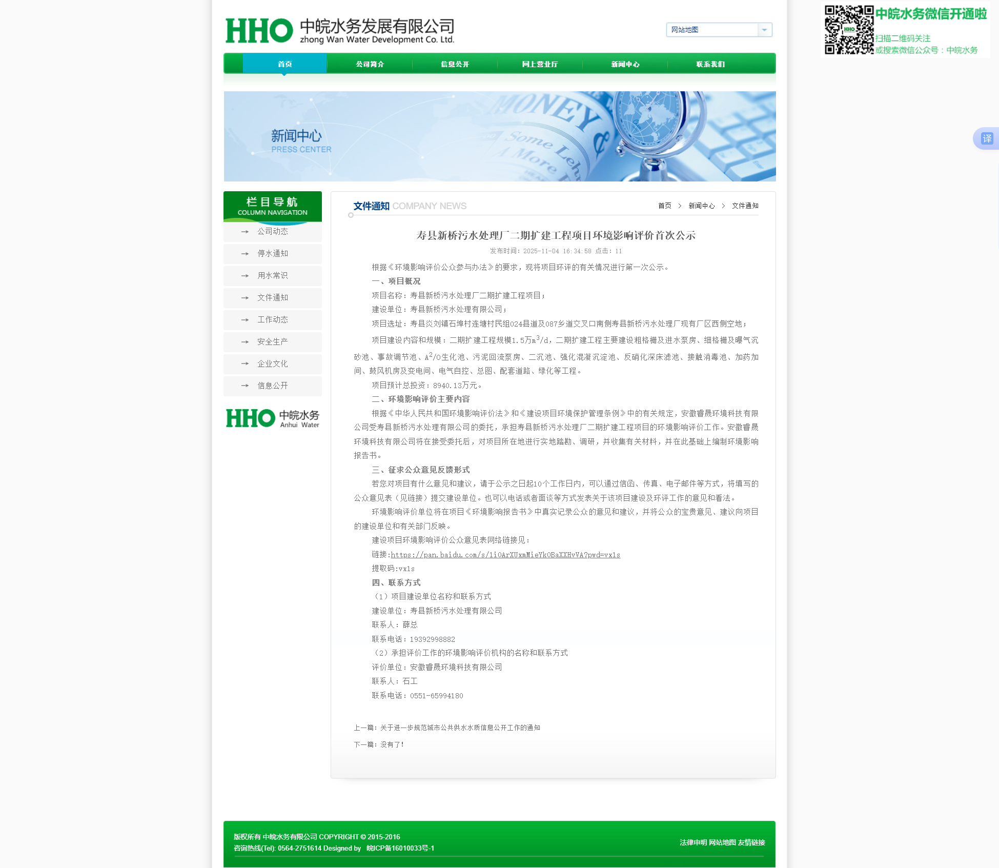 HHO 中皖水务发展有限公司
zhong Wan Water Development Co. Ltd.
网站地图
中皖水务微信开通啦
HHO
扫描二维码关注
或搜索微信公众号：中皖水务
首页 公司简介 信息公开 网上营业厅 新闻中心 联系我们
译
MONEY
Some Lehm
A More
新闻中心
PRESS CENTER
栏目导航
COLUMN NAVIGATION
公司动态
停水通知
用水常识
文件通知
工作动态
安全生产
企业文化
信息公开
HHO 中皖水务
Anhui Water
文件通知 COMPANY NEWS
首页 > 新闻中心 > 文件通知
寿县新桥污水处理厂二期扩建工程项目环境影响评价首次公示
发布时间：2025-11-04 16:34:58 点击：11
根据《环境影响评价公众参与办法》的要求，现将项目环评的有关情况进行第一次公示。
一、项目概况
项目名称：寿县新桥污水处理厂二期扩建工程项目；
建设单位：寿县新桥污水处理有限公司；
项目选址：寿县炎刘镇石埠村连塘村民组024县道及087乡道交叉口南侧寿县新桥污水处理厂现有厂区西侧空地；
项目建设内容和规模：二期扩建工程规模1.5万m³/d，二期扩建工程主要建设粗格栅及进水泵房、细格栅及曝气沉
砂池、事故调节池、A²/O生化池、污泥回流泵房、二沉池、强化混凝沉淀池、反硝化深床滤池、接触消毒池、加药加
间、鼓风机房及变电间、电气自控、总图、配套道路、绿化等工程。
项目预计总投资：8940.13万元。
二、环境影响评价主要内容
根据《中华人民共和国环境影响评价法》和《建设项目环境保护管理条例》中的有关规定，安徽睿晟环境科技有限
公司受寿县新桥污水处理有限公司的委托，承担寿县新桥污水处理厂二期扩建工程项目的环境影响评价工作。安徽睿晟
环境科技有限公司将在接受委托后，对项目所在地进行实地踏勘、调研，并收集有关材料，并在此基础上编制环境影响
报告书。
三、征求公众意见反馈形式
若您对项目有什么意见和建议，请于公示之日起10个工作日内，可以通过信函、传真、电子邮件等方式，将填写的
公众意见表（见链接）提交建设单位。也可以电话或者面谈等方式发表关于该项目建设及环评工作的意见和看法。
环境影响评价单位将在项目《环境影响报告书》中真实记录公众的意见和建议，并将公众的宝贵意见、建议向项目
的建设单位和有关部门反映。
建设项目环境影响评价公众意见表网络链接见：
链接:https://pan.baidu.com/s/1iOArXUxmMieYkOBaXXHvVA?pwd=vx1s
提取码:vx1s
四、联系方式
（1）项目建设单位名称和联系方式
建设单位：寿县新桥污水处理有限公司
联系人：薛总
联系电话：19392998882
（2）承担评价工作的环境影响评价机构的名称和联系方式
评价单位：安徽睿晟环境科技有限公司
联系人：石工
联系电话：0551-65994180
上一篇：关于进一步规范城市公共供水水质信息公开工作的通知
下一篇：没有了！
版权所有 中皖水务有限公司 COPYRIGHT © 2015-2016
咨询热线(Tel): 0564-2751614 Designed by 皖ICP备16010033号-1
法律申明 网站地图 友情链接